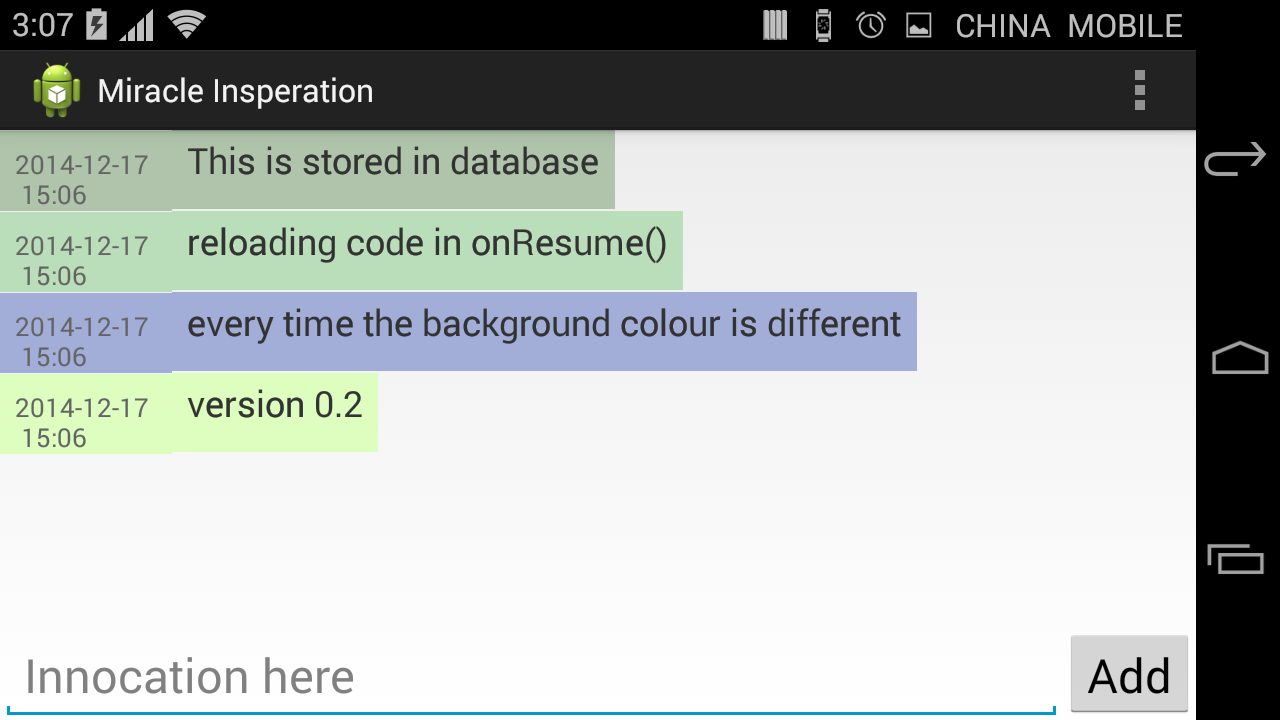 3:07 CHINA MOBILE
Miracle Insperation
2014-12-17 This is stored in database
15:06
2014-12-17 reloading code in onResume()
15:06
2014-12-17 every time the background colour is different
15:06
2014-12-17 version 0.2
15:06
Innocation here Add